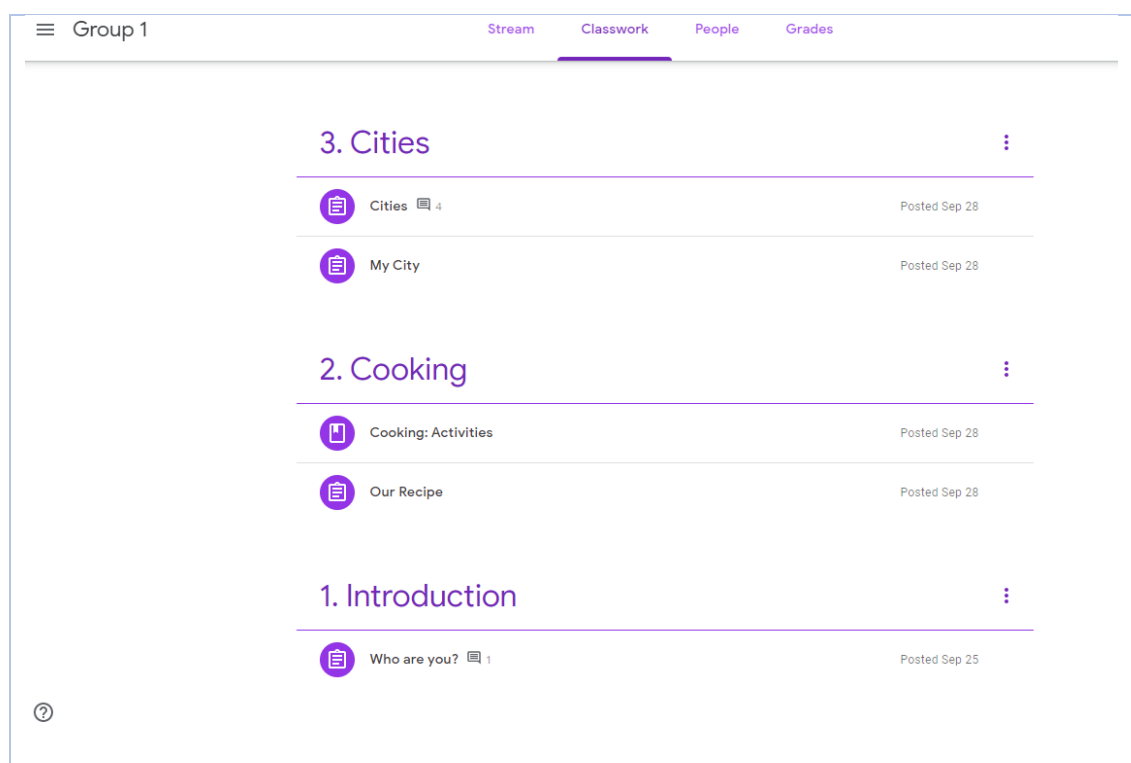 Group 1 Stream Classwork People Grades
3. Cities
Cities 4 Posted Sep 28
My City Posted Sep 28
2. Cooking
Cooking: Activities Posted Sep 28
Our Recipe Posted Sep 28
1. Introduction
Who are you? 1 Posted Sep 25
?